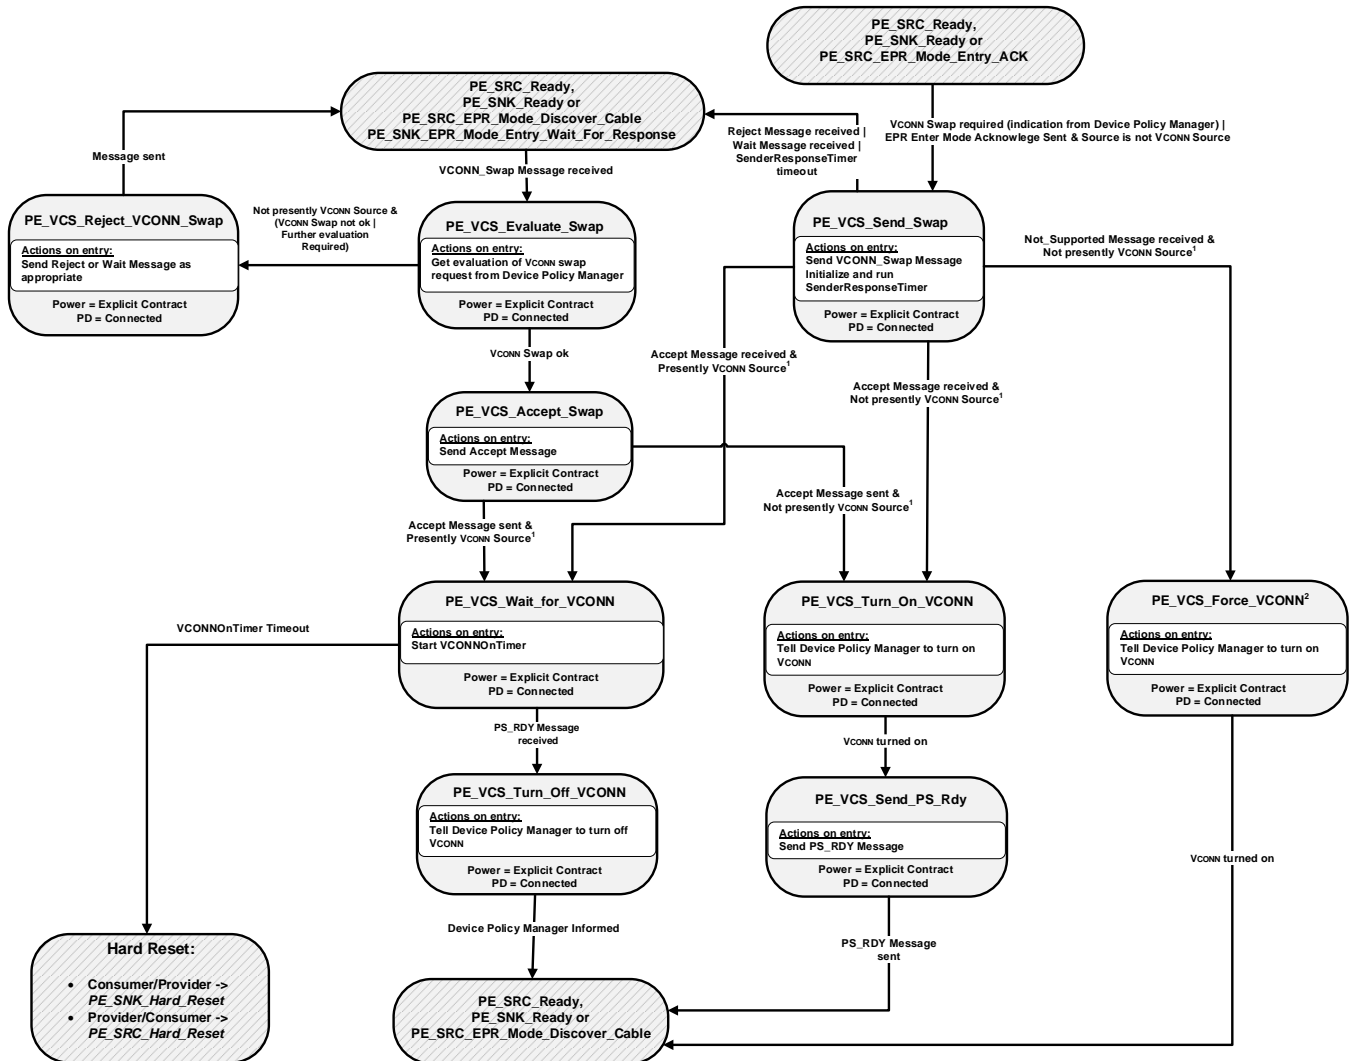 PE_SRC_Ready,
PE_SNK_Ready or
PE_SRC_EPR_Mode_Entry_ACK
PE_SRC_Ready,
PE_SNK_Ready or
PE_SRC_EPR_Mode_Discover_Cable
PE_SNK_EPR_Mode_Entry_Wait_For_Response
Reject Message received |
Wait Message received |
SenderResponseTimer
timeout
VCONN Swap required (indication from Device Policy Manager) |
EPR Enter Mode Acknowlege Sent & Source is not VCONN Source
Message sent
VCONN_Swap Message received
PE_VCS_Reject_VCONN_Swap
Actions on entry:
Send Reject or Wait Message as
appropriate
Power = Explicit Contract
PD = Connected
Not presently VCONN Source &
(VCONN Swap not ok |
Further evaluation
Required)
PE_VCS_Evaluate_Swap
Actions on entry:
Get evaluation of VCONN swap
request from Device Policy Manager
Power = Explicit Contract
PD = Connected
PE_VCS_Send_Swap
Actions on entry:
Send VCONN_Swap Message
Initialize and run
SenderResponseTimer
Power = Explicit Contract
PD = Connected
Not_Supported Message received &
Not presently VCONN Source¹
VCONN Swap ok
Accept Message received &
Presently VCONN Source¹
Accept Message received &
Not presently VCONN Source¹
PE_VCS_Accept_Swap
Actions on entry:
Send Accept Message
Power = Explicit Contract
PD = Connected
Accept Message sent &
Presently VCONN Source¹
Accept Message sent &
Not presently VCONN Source¹
VCONNOnTimer Timeout
PE_VCS_Wait_for_VCONN
Actions on entry:
Start VCONNOnTimer
Power = Explicit Contract
PD = Connected
PE_VCS_Turn_On_VCONN
Actions on entry:
Tell Device Policy Manager to turn on
VCONN
Power = Explicit Contract
PD = Connected
PE_VCS_Force_VCONN²
Actions on entry:
Tell Device Policy Manager to turn on
VCONN
Power = Explicit Contract
PD = Connected
PS_RDY Message
received
VCONN turned on
PE_VCS_Turn_Off_VCONN
Actions on entry:
Tell Device Policy Manager to turn off
VCONN
Power = Explicit Contract
PD = Connected
PE_VCS_Send_PS_Rdy
Actions on entry:
Send PS_RDY Message
Power = Explicit Contract
PD = Connected
VCONN turned on
Device Policy Manager Informed
PS_RDY Message
sent
Hard Reset:
• Consumer/Provider ->
PE_SNK_Hard_Reset
• Provider/Consumer ->
PE_SRC_Hard_Reset
PE_SRC_Ready,
PE_SNK_Ready or
PE_SRC_EPR_Mode_Discover_Cable